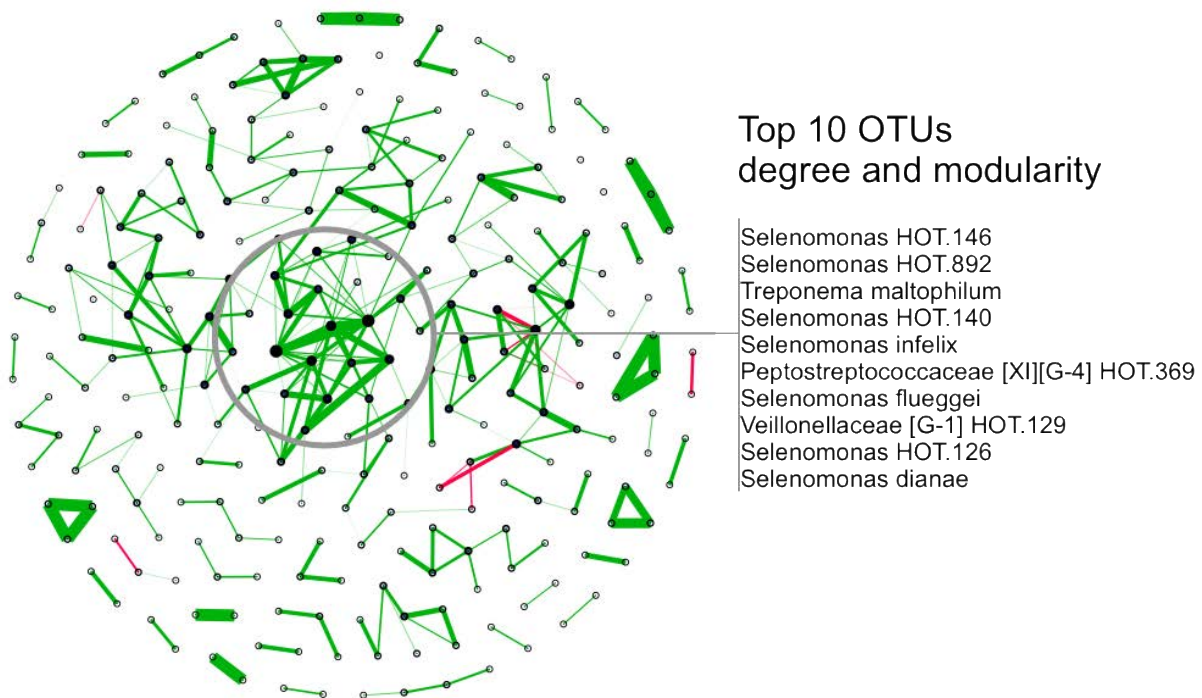 Top 10 OTUs
degree and modularity
Selenomonas HOT.146
Selenomonas HOT.892
Treponema maltophilum
Selenomonas HOT.140
Selenomonas infelix
Peptostreptococcaceae [XI][G-4] HOT.369
Selenomonas flueggei
Veillonellaceae [G-1] HOT.129
Selenomonas HOT.126
Selenomonas dianae